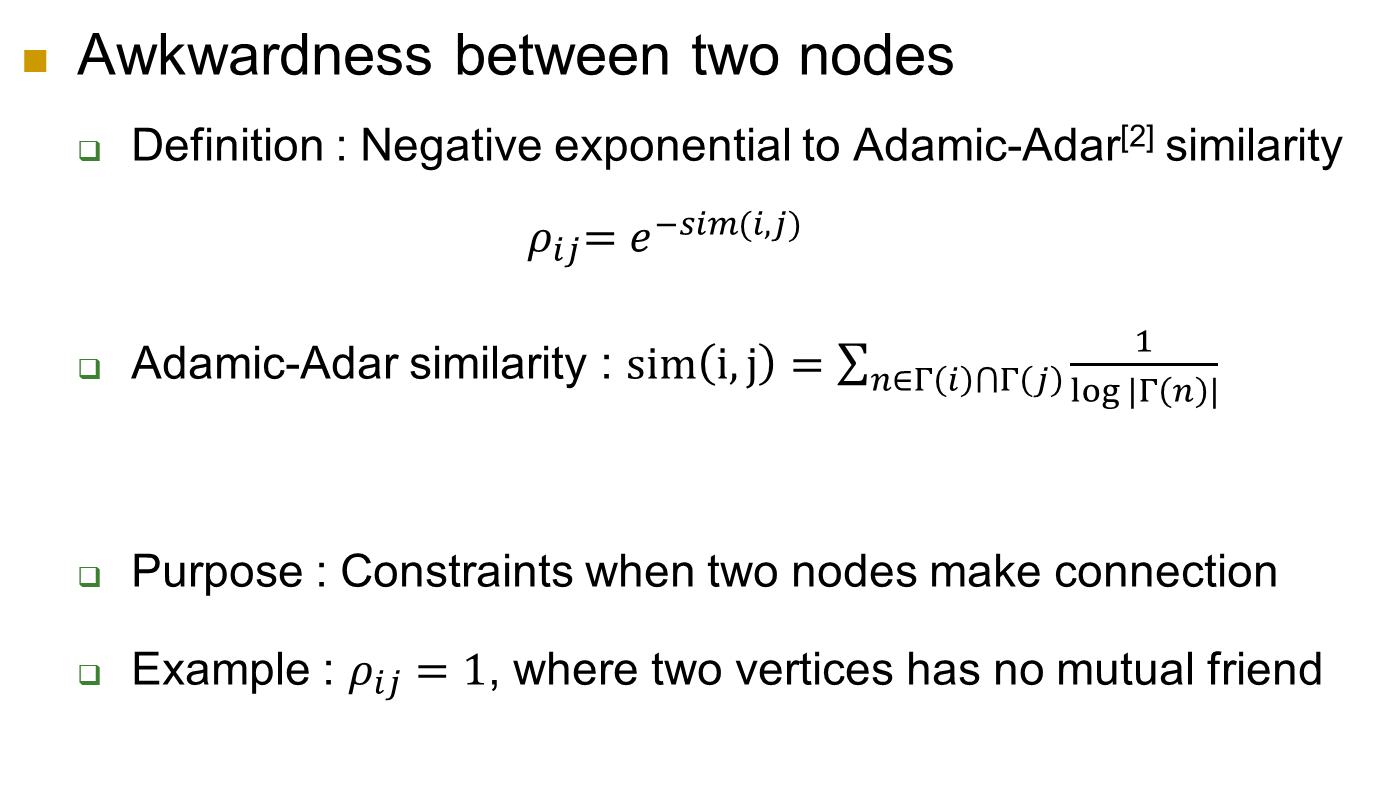 Awkwardness between two nodes
Definition : Negative exponential to Adamic-Adar[2] similarity
𝜌𝑖𝑗= 𝑒^−𝑠𝑖𝑚(𝑖,𝑗)
Adamic-Adar similarity : sim(i, j) = ∑𝑛∈Γ(𝑖)⋂Γ(𝑗) 1/log |Γ(𝑛)|
Purpose : Constraints when two nodes make connection
Example : 𝜌𝑖𝑗 = 1, where two vertices has no mutual friend